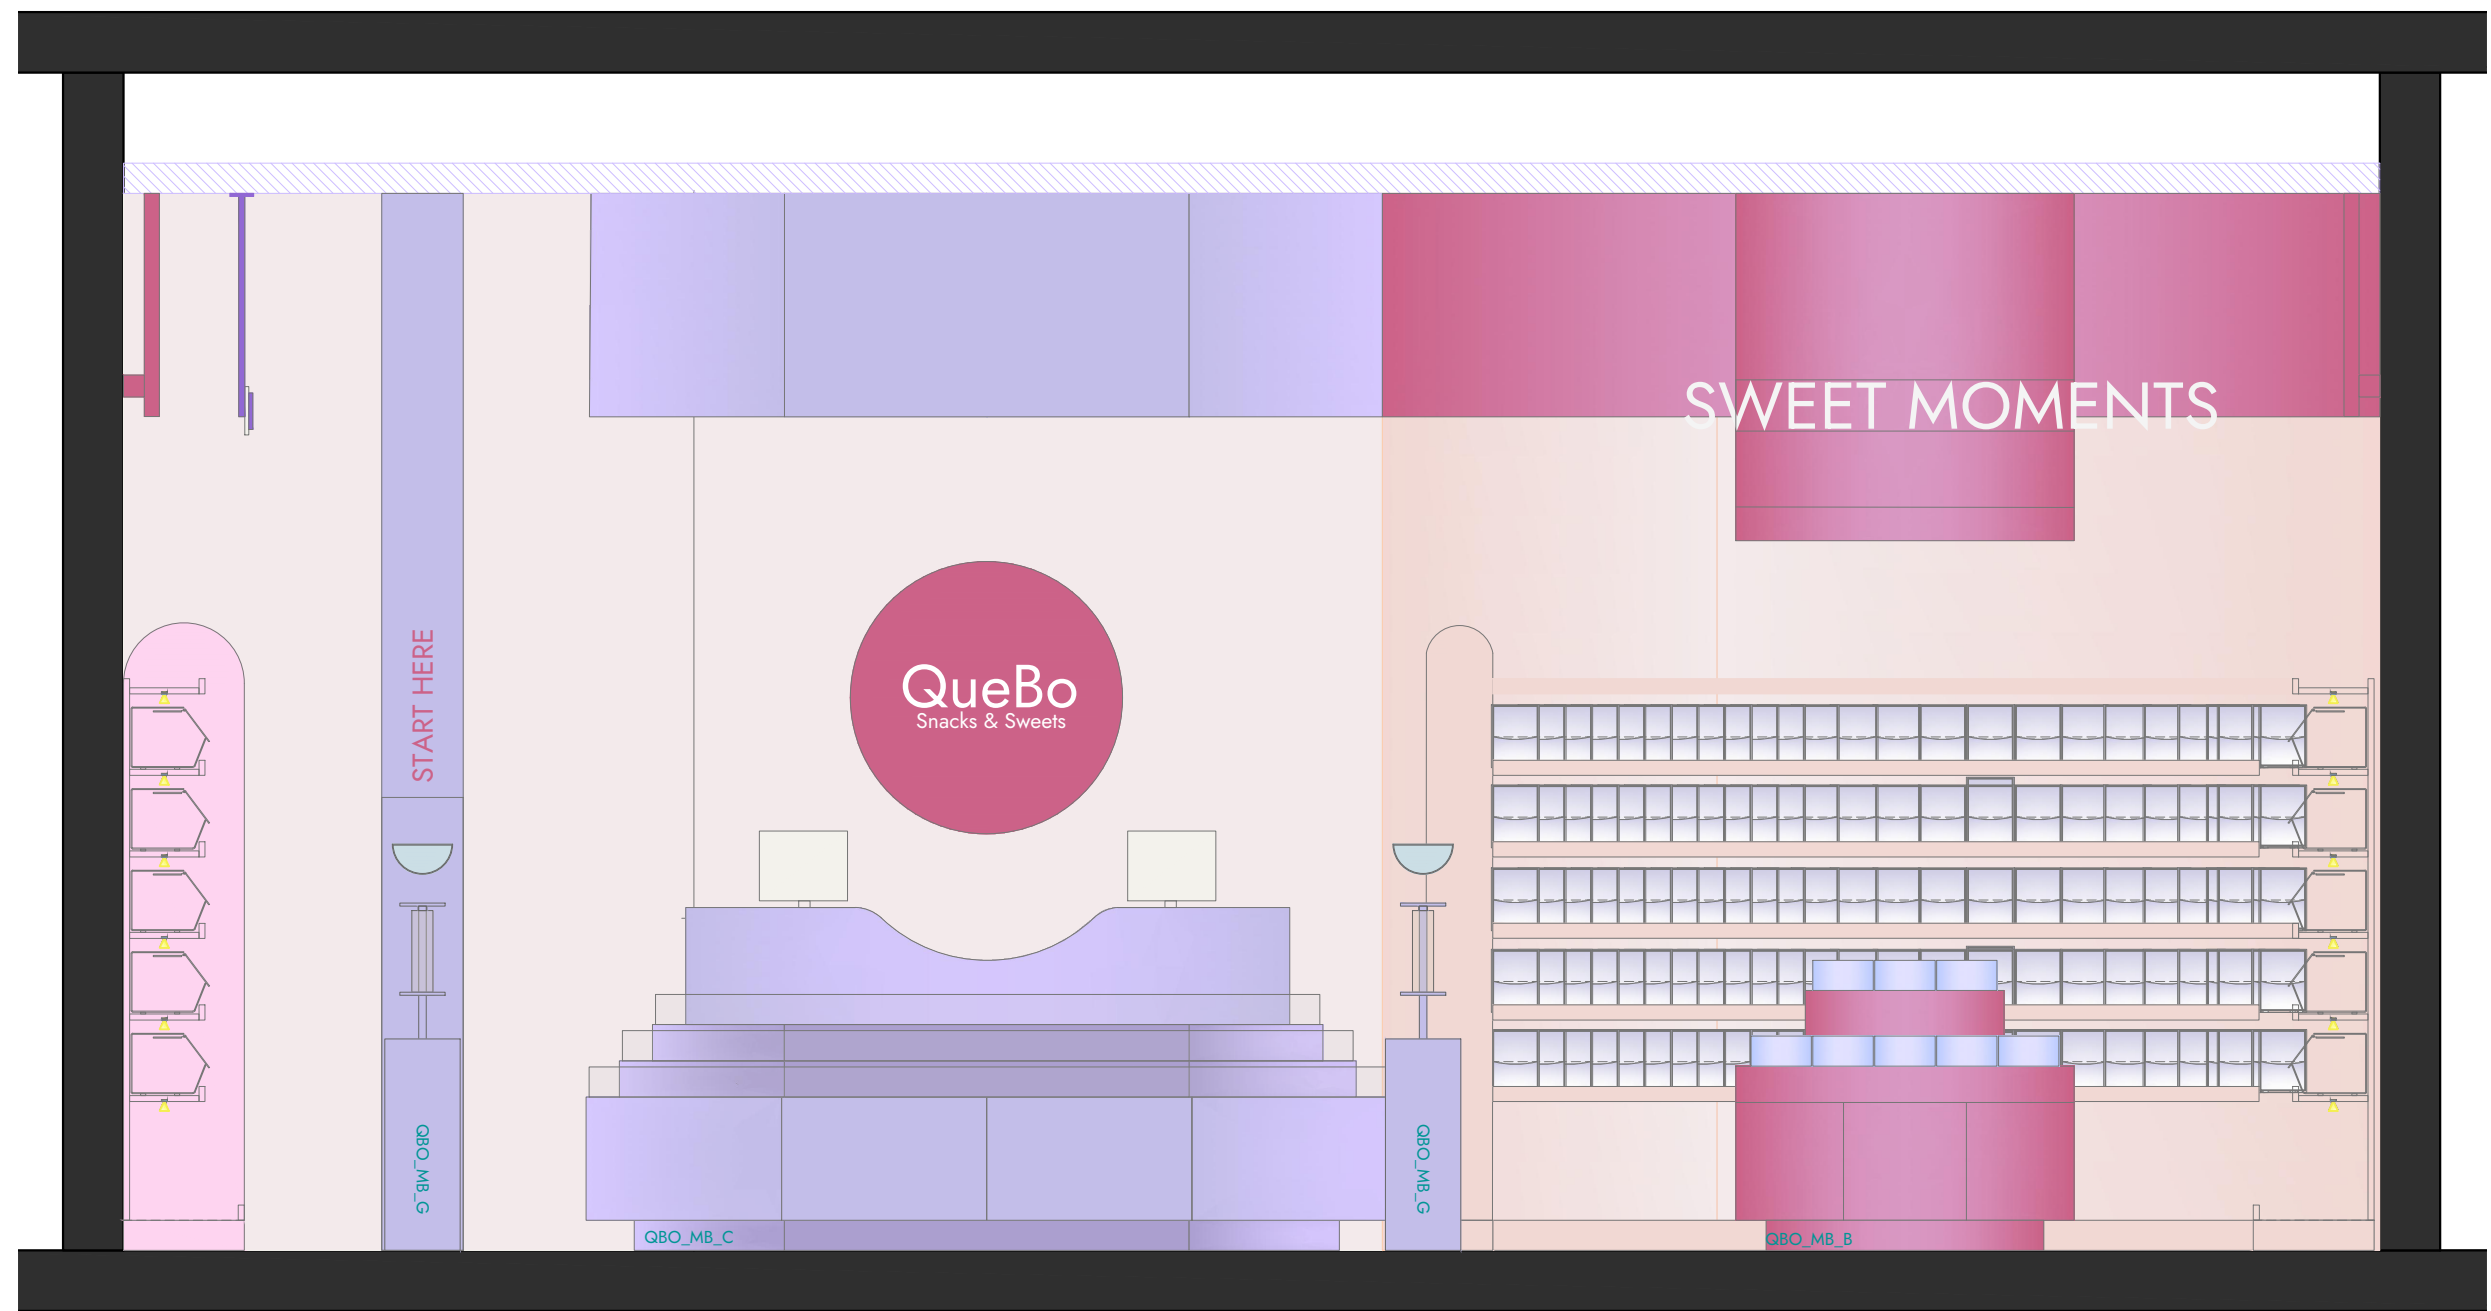 SWEET MOMENTS
START HERE
QueBo
Snacks & Sweets
QBO_MB_G
QBO_MB_G
QBO_MB_C
QBO_MB_B